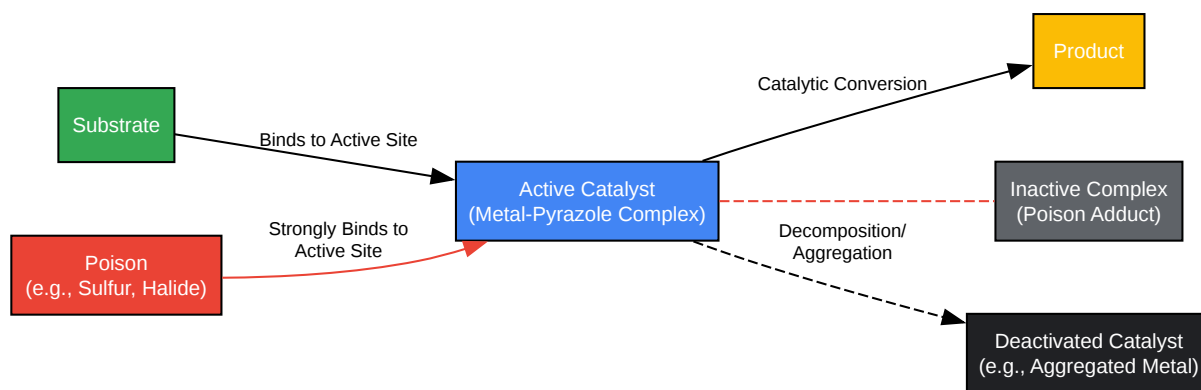 Product
Catalytic Conversion
Substrate
Binds to Active Site
Active Catalyst
(Metal-Pyrazole Complex)
Inactive Complex
(Poison Adduct)
Strongly Binds to
Active Site
Decomposition/
Aggregation
Poison
(e.g., Sulfur, Halide)
Deactivated Catalyst
(e.g., Aggregated Metal)